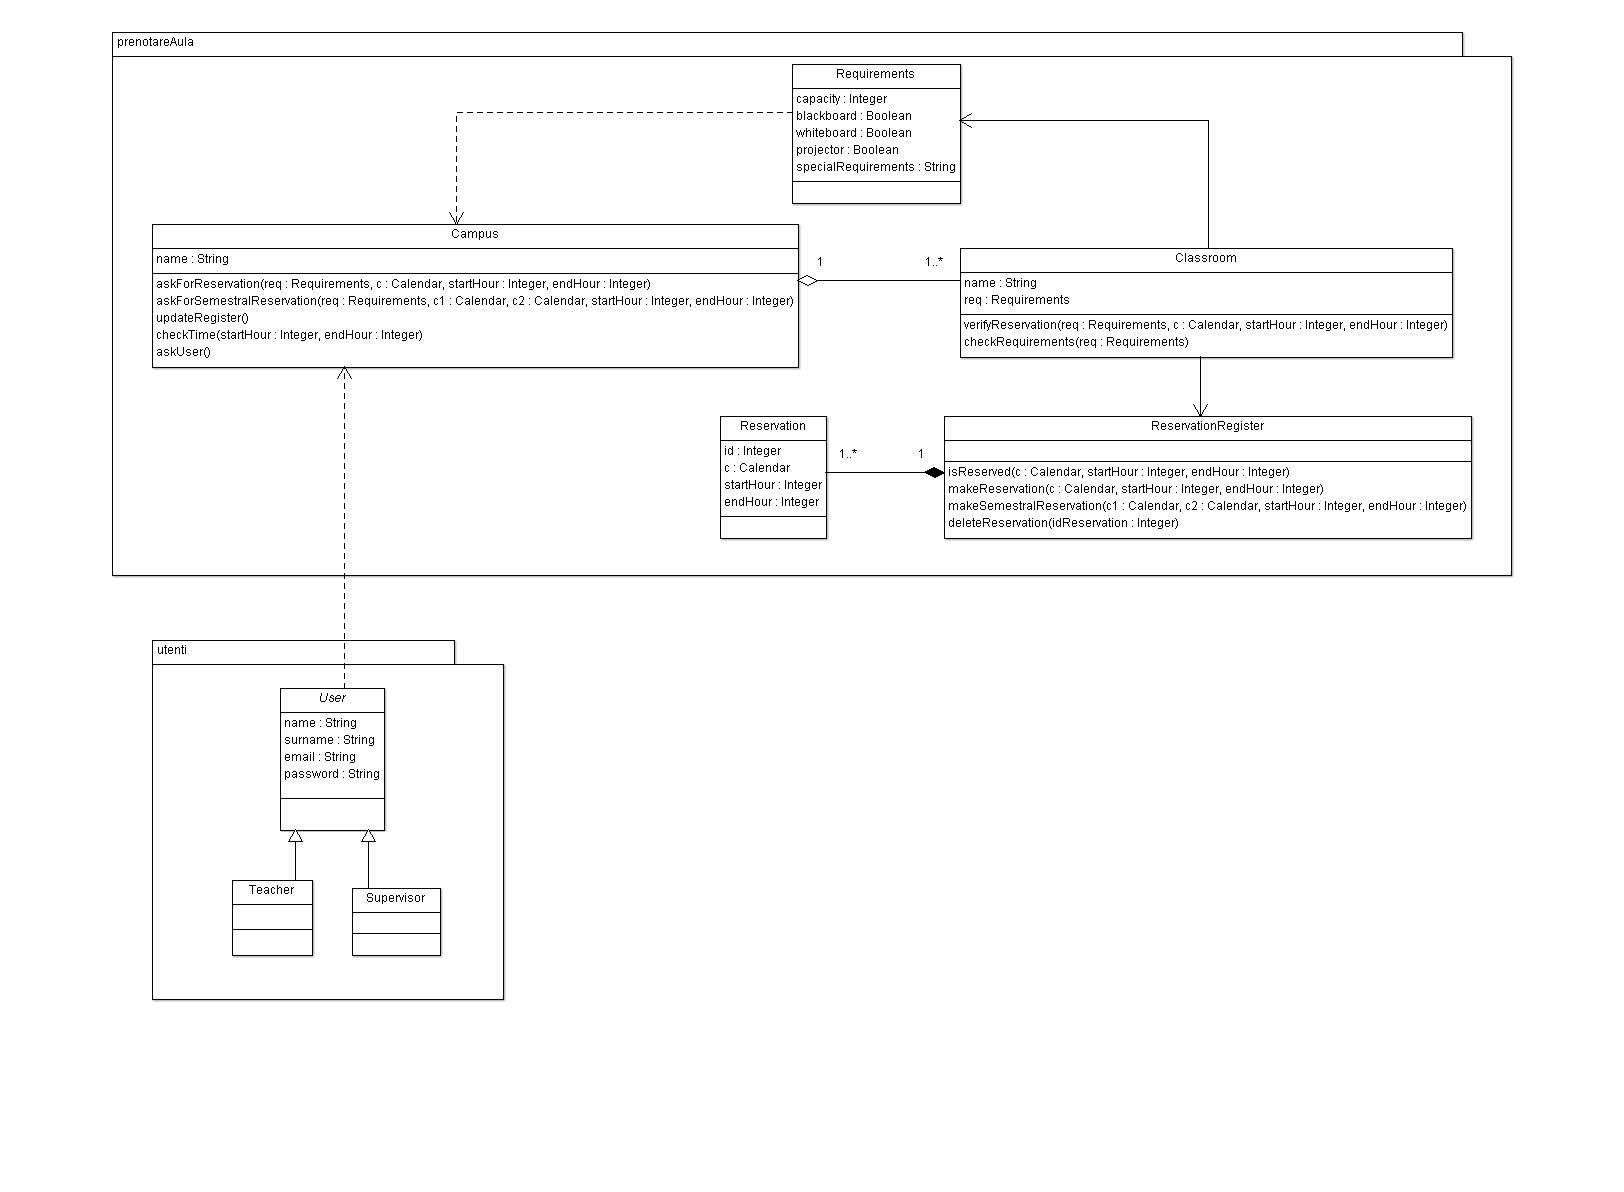 prenotareAula
Requirements
capacity : Integer
blackboard : Boolean
whiteboard : Boolean
projector : Boolean
specialRequirements : String
Campus
name : String
askForReservation(req : Requirements, c : Calendar, startHour : Integer, endHour : Integer)
askForSemestralReservation(req : Requirements, c1 : Calendar, c2 : Calendar, startHour : Integer, endHour : Integer)
updateRegister()
checkTime(startHour : Integer, endHour : Integer)
askUser()
1
1..*
Classroom
name : String
req : Requirements
verifyReservation(req : Requirements, c : Calendar, startHour : Integer, endHour : Integer)
checkRequirements(req : Requirements)
Reservation
id : Integer
c : Calendar
startHour : Integer
endHour : Integer
1..*
1
ReservationRegister
isReserved(c : Calendar, startHour : Integer, endHour : Integer)
makeReservation(c : Calendar, startHour : Integer, endHour : Integer)
makeSemestralReservation(c1 : Calendar, c2 : Calendar, startHour : Integer, endHour : Integer)
deleteReservation(idReservation : Integer)
utenti
User
name : String
surname : String
email : String
password : String
Teacher
Supervisor